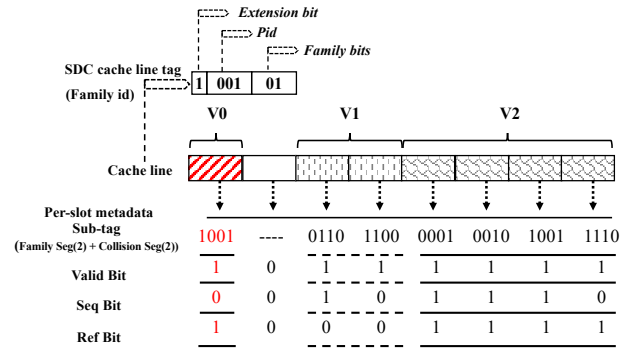 Extension bit
Pid
Family bits
SDC cache line tag
(Family id)
1 001 01
V0 V1 V2
Cache line
Per-slot metadata
Sub-tag
(Family Seg(2) + Collision Seg(2))
1001 ---- 0110 1100 0001 0010 1001 1110
Valid Bit 1 0 1 1 1 1 1 1
Seq Bit 0 0 1 0 1 1 1 0
Ref Bit 1 0 0 0 1 1 1 1